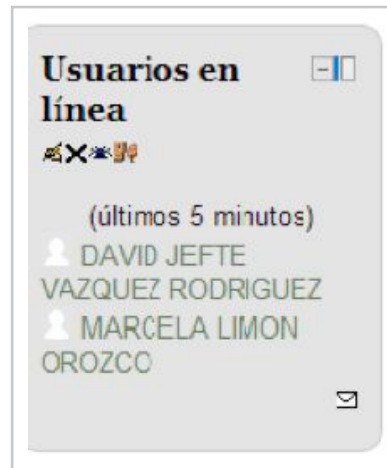 Usuarios en
línea
(últimos 5 minutos)
DAVID JEFTE
VAZQUEZ RODRIGUEZ
MARCELA LIMON
OROZCO